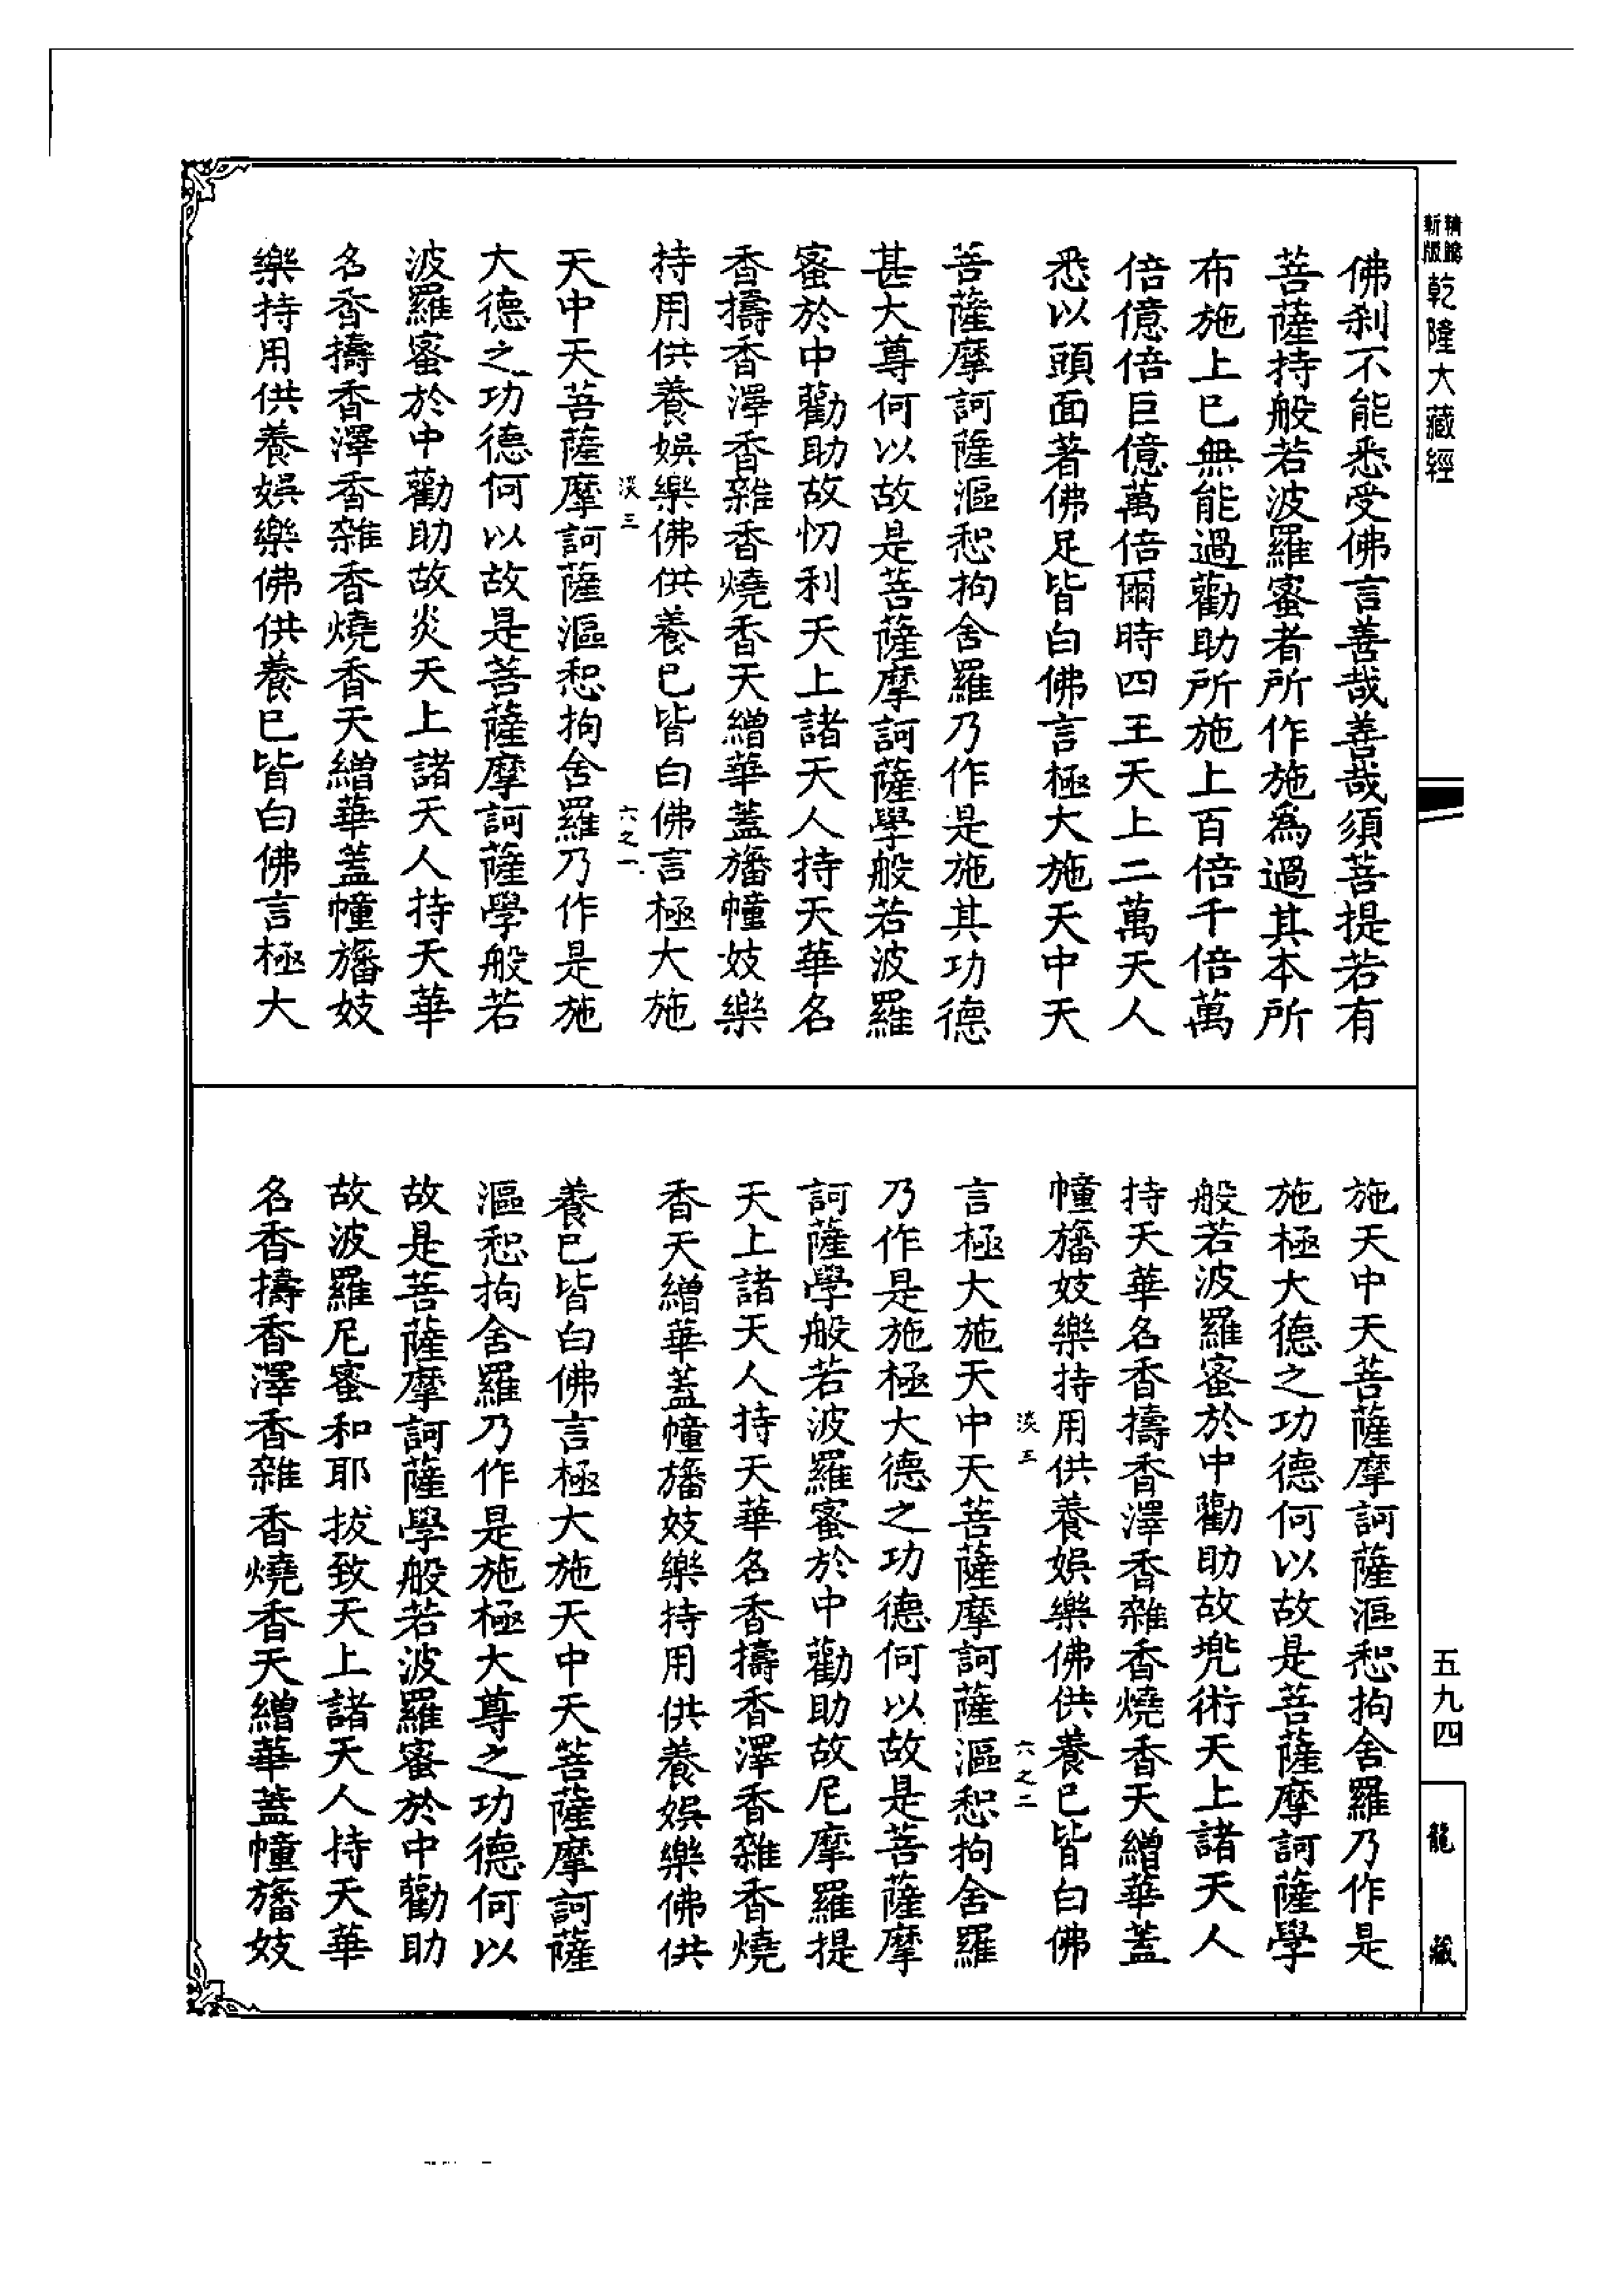 精縮新版乾隆大藏經
佛刹不能悉受佛言善哉善哉須菩提若有
菩薩持般若波羅蜜者所作施爲過其本所
布施上已無能過勸助所施上百倍千倍萬
倍億倍巨億萬倍爾時四王天上二萬天人
悉以頭面著佛足皆白佛言極大施天中天
菩薩摩訶薩漚惒拘舍羅乃作是施其功德
甚大尊何以故是菩薩摩訶薩學般若波羅
蜜於中勸助故忉利天上諸天人持天華名
香擣香澤香雜香燒香天繒華蓋旛幢妓樂
持用供養娛樂佛供養已皆白佛言極大施
淡三 六之一
天中天菩薩摩訶薩漚惒拘舍羅乃作是施
大德之功德何以故是菩薩摩訶薩學般若
波羅蜜於中勸助故炎天上諸天人持天華
名香擣香澤香雜香燒香天繒華蓋幢旛妓
樂持用供養娛樂佛供養已皆白佛言極大
施天中天菩薩摩訶薩漚惒拘舍羅乃作是
施極大德之功德何以故是菩薩摩訶薩學
般若波羅蜜於中勸助故兠術天上諸天人
持天華名香擣香澤香雜香燒香天繒華蓋
幢旛妓樂持用供養娛樂佛供養已皆白佛
淡三 六之二
言極大施天中天菩薩摩訶薩漚惒拘舍羅
乃作是施極大德之功德何以故是菩薩摩
訶薩學般若波羅蜜於中勸助故尼摩羅提
天上諸天人持天華名香擣香澤香雜香燒
香天繒華蓋幢旛妓樂持用供養娛樂佛供
養已皆白佛言極大施天中天菩薩摩訶薩
漚惒拘舍羅乃作是施極大尊之功德何以
故是菩薩摩訶薩學般若波羅蜜於中勸助
故波羅尼蜜和耶拔致天上諸天人持天華
名香擣香澤香雜香燒香天繒華蓋幢旛妓
五九四
龍藏